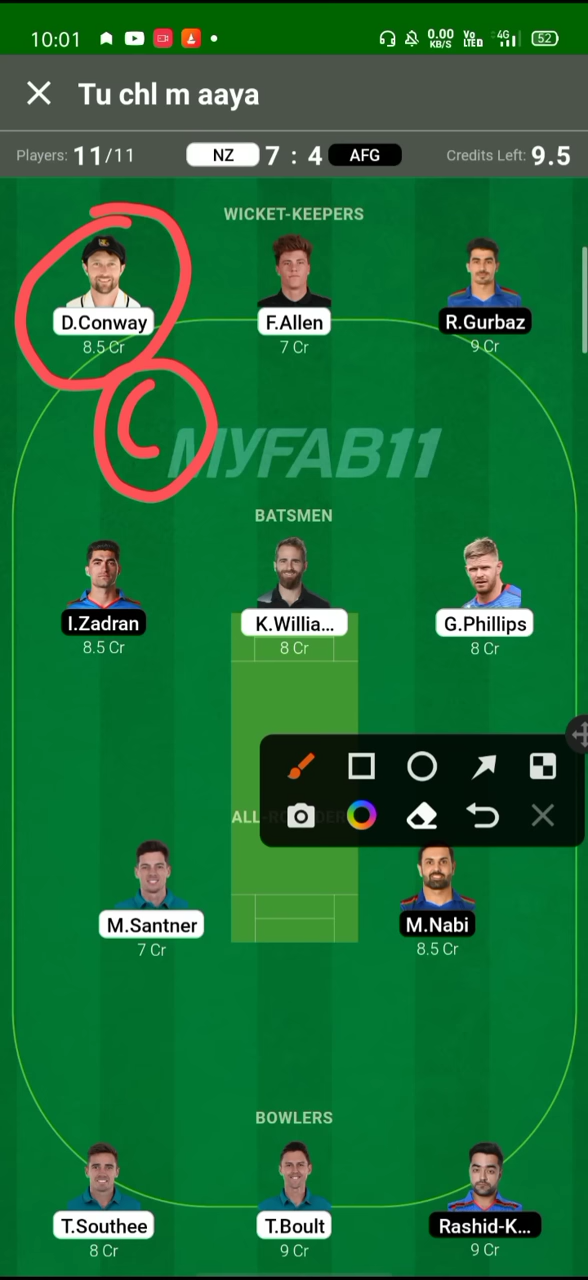 10:01 0.00 KB/S Vo LTE D 4G 52
Tu chl m aaya
Players: 11/11 NZ 7 : 4 AFG Credits Left: 9.5
WICKET-KEEPERS
D.Conway F.Allen R.Gurbaz
8.5 Cr 7 Cr 9 Cr
C
MYFAB11
BATSMEN
I.Zadran K.Willia... G.Phillips
8.5 Cr 8 Cr 8 Cr
M.Santner M.Nabi
7 Cr 8.5 Cr
BOWLERS
T.Southee T.Boult Rashid-K...
8 Cr 9 Cr 9 Cr